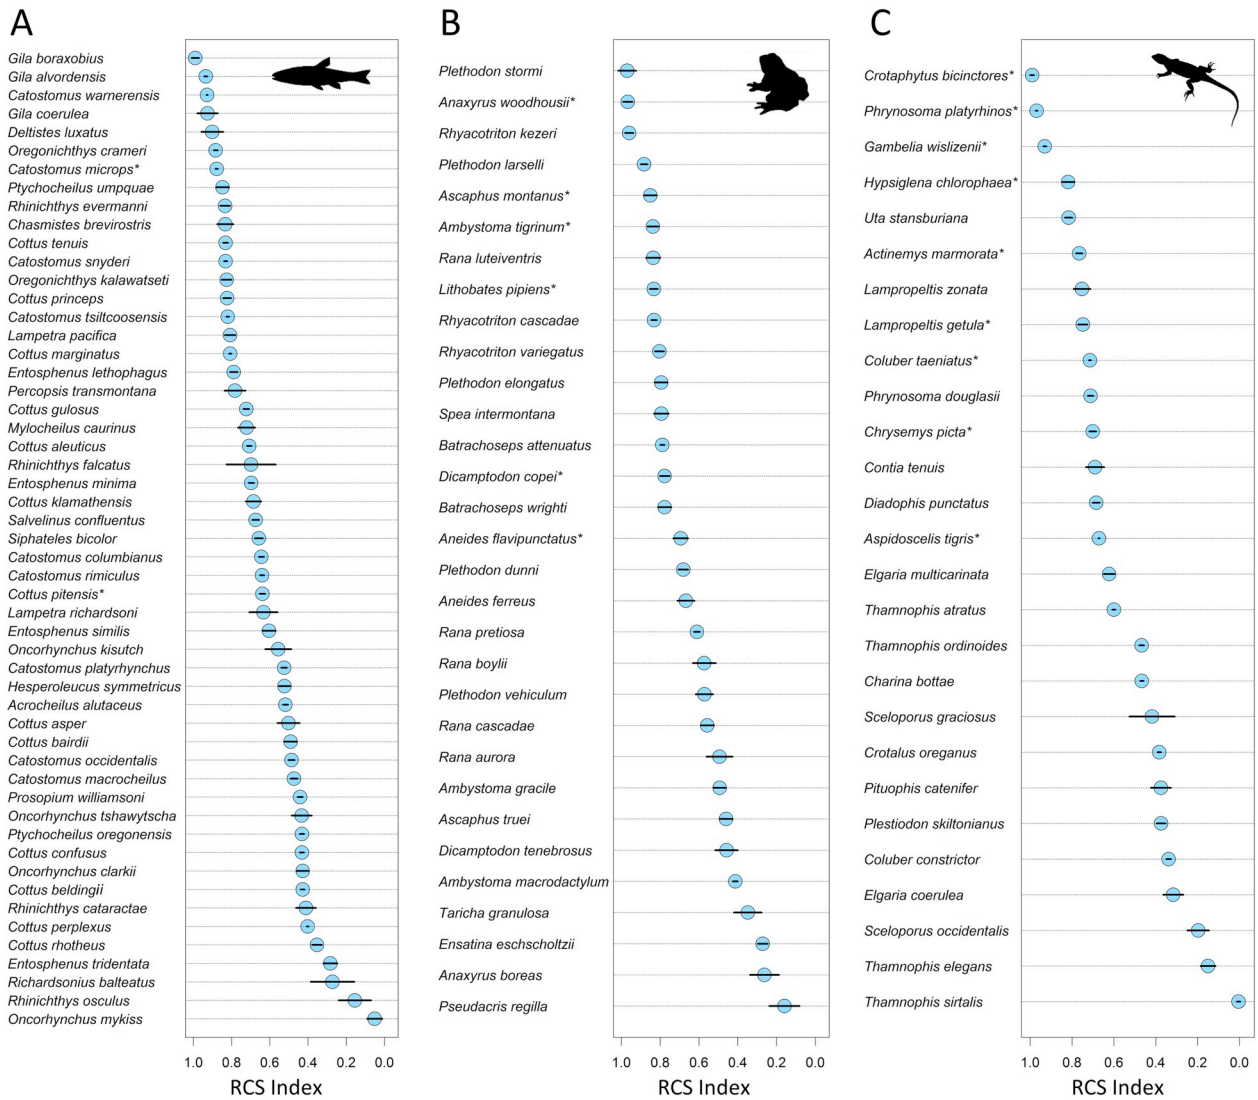 A
Gila boraxobius
Gila alvordensis
Catostomus warnerensis
Gila coerulea
Deltistes luxatus
Oregonichthys crameri
Catostomus microps*
Ptychocheilus umpquae
Rhinichthys evermanni
Chasmistes brevirostris
Cottus tenuis
Catostomus snyderi
Oregonichthys kalawatseti
Cottus princeps
Catostomus tsiltcoosensis
Lampetra pacifica
Cottus marginatus
Entosphenus lethophagus
Percopsis transmontana
Cottus gulosus
Mylocheilus caurinus
Cottus aleuticus
Rhinichthys falcatus
Entosphenus minima
Cottus klamathensis
Salvelinus confluentus
Siphateles bicolor
Catostomus columbianus
Catostomus rimiculus
Cottus pitensis*
Lampetra richardsoni
Entosphenus similis
Oncorhynchus kisutch
Catostomus platyrhynchus
Hesperoleucus symmetricus
Acrocheilus alutaceus
Cottus asper
Cottus bairdii
Catostomus occidentalis
Catostomus macrocheilus
Prosopium williamsoni
Oncorhynchus tshawytscha
Ptychocheilus oregonensis
Cottus confusus
Oncorhynchus clarkii
Cottus beldingii
Rhinichthys cataractae
Cottus perplexus
Cottus rhotheus
Entosphenus tridentata
Richardsonius balteatus
Rhinichthys osculus
Oncorhynchus mykiss
1.0 0.8 0.6 0.4 0.2 0.0
RCS Index
B
Plethodon stormi
Anaxyrus woodhousii*
Rhyacotriton kezeri
Plethodon larselli
Ascaphus montanus*
Ambystoma tigrinum*
Rana luteiventris
Lithobates pipiens*
Rhyacotriton cascadae
Rhyacotriton variegatus
Plethodon elongatus
Spea intermontana
Batrachoseps attenuatus
Dicamptodon copei*
Batrachoseps wrighti
Aneides flavipunctatus*
Plethodon dunni
Aneides ferreus
Rana pretiosa
Rana boylii
Plethodon vehiculum
Rana cascadae
Rana aurora
Ambystoma gracile
Ascaphus truei
Dicamptodon tenebrosus
Ambystoma macrodactylum
Taricha granulosa
Ensatina eschscholtzii
Anaxyrus boreas
Pseudacris regilla
1.0 0.8 0.6 0.4 0.2 0.0
RCS Index
C
Crotaphytus bicinctores*
Phrynosoma platyrhinos*
Gambelia wislizenii*
Hypsiglena chlorophaea*
Uta stansburiana
Actinemys marmorata*
Lampropeltis zonata
Lampropeltis getula*
Coluber taeniatus*
Phrynosoma douglasii
Chrysemys picta*
Contia tenuis
Diadophis punctatus
Aspidoscelis tigris*
Elgaria multicarinata
Thamnophis atratus
Thamnophis ordinoides
Charina bottae
Sceloporus graciosus
Crotalus oreganus
Pituophis catenifer
Plestiodon skiltonianus
Coluber constrictor
Elgaria coerulea
Sceloporus occidentalis
Thamnophis elegans
Thamnophis sirtalis
1.0 0.8 0.6 0.4 0.2 0.0
RCS Index